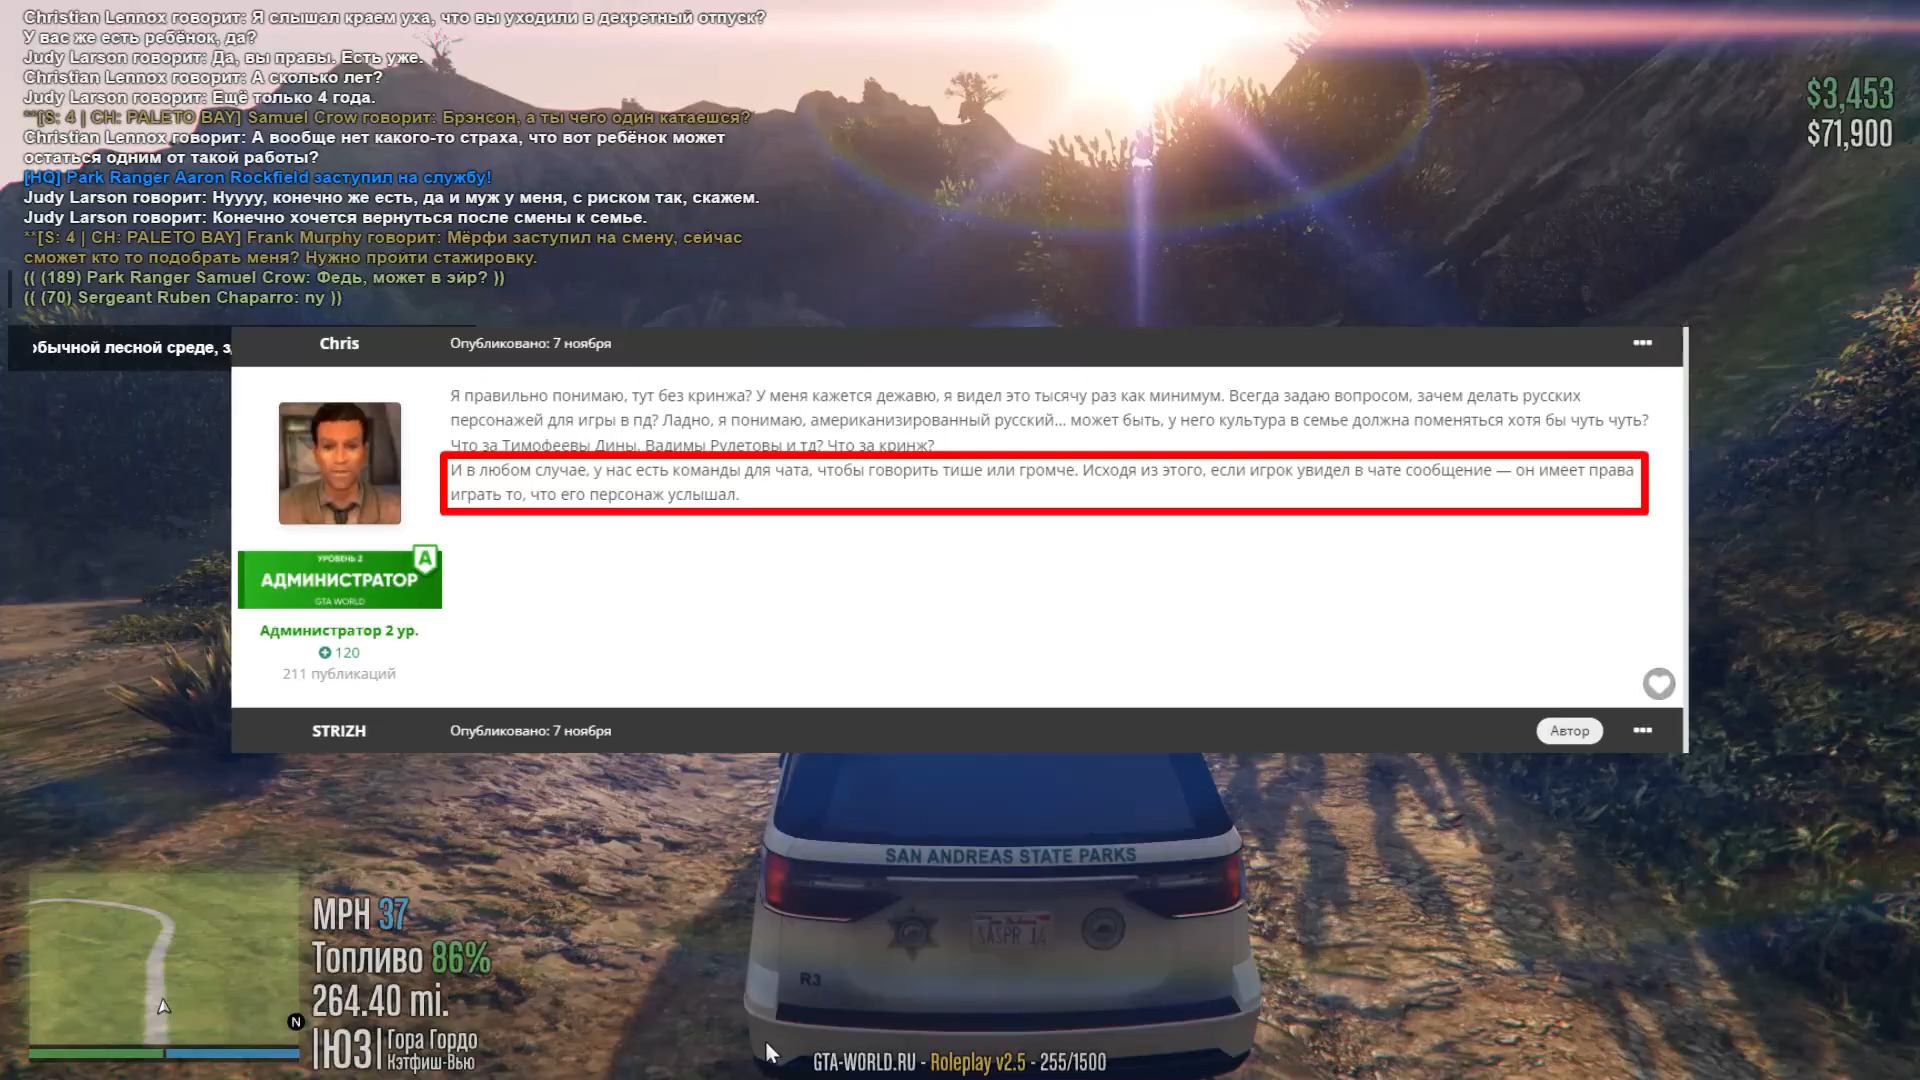 Christian Lennox говорит: Я слышал краем уха, что вы уходили в декретный отпуск?
У вас же есть ребёнок, да?
Judy Larson говорит: Да, вы правы. Есть уже.
Christian Lennox говорит: А сколько лет?
Judy Larson говорит: Ещё только 4 года.
**[S: 4 | CH: PALETO BAY] Samuel Crow говорит: Брэнсон, а ты чего один катаешся?
Christian Lennox говорит: А вообще нет какого-то страха, что вот ребёнок может
остаться одним от такой работы?
[HQ] Park Ranger Aaron Rockfield заступил на службу!
Judy Larson говорит: Нуууу, конечно же есть, да и муж у меня, с риском так, скажем.
Judy Larson говорит: Конечно хочется вернуться после смены к семье.
**[S: 4 | CH: PALETO BAY] Frank Murphy говорит: Мёрфи заступил на смену, сейчас
сможет кто то подобрать меня? Нужно пройти стажировку.
(( (189) Park Ranger Samuel Crow: Федь, может в эйр? ))
(( (70) Sergeant Ruben Chaparro: ny ))
$3,453
$71,900
обычной лесной среде, з
Chris
Опубликовано: 7 ноября
Я правильно понимаю, тут без кринжа? У меня кажется дежавю, я видел это тысячу раз как минимум. Всегда задаю вопросом, зачем делать русских
персонажей для игры в пд? Ладно, я понимаю, американизированный русский... может быть, у него культура в семье должна поменяться хотя бы чуть чуть?
Что за Тимофеевы Дины, Вадимы Рулетовы и тд? Что за кринж?
И в любом случае, у нас есть команды для чата, чтобы говорить тише или громче. Исходя из этого, если игрок увидел в чате сообщение — он имеет права
играть то, что его персонаж услышал.
УРОВЕНЬ 2
A
АДМИНИСТРАТОР
GTA WORLD
Администратор 2 ур.
120
211 публикаций
STRIZH
Опубликовано: 7 ноября
Автор
SAN ANDREAS STATE PARKS
SASPR 14
R3
MPH 37
Топливо 86%
264.40 mi.
N
|ЮЗ| Гора Гордо
Кэтфиш-Вью
GTA-WORLD.RU - Roleplay v2.5 - 255/1500